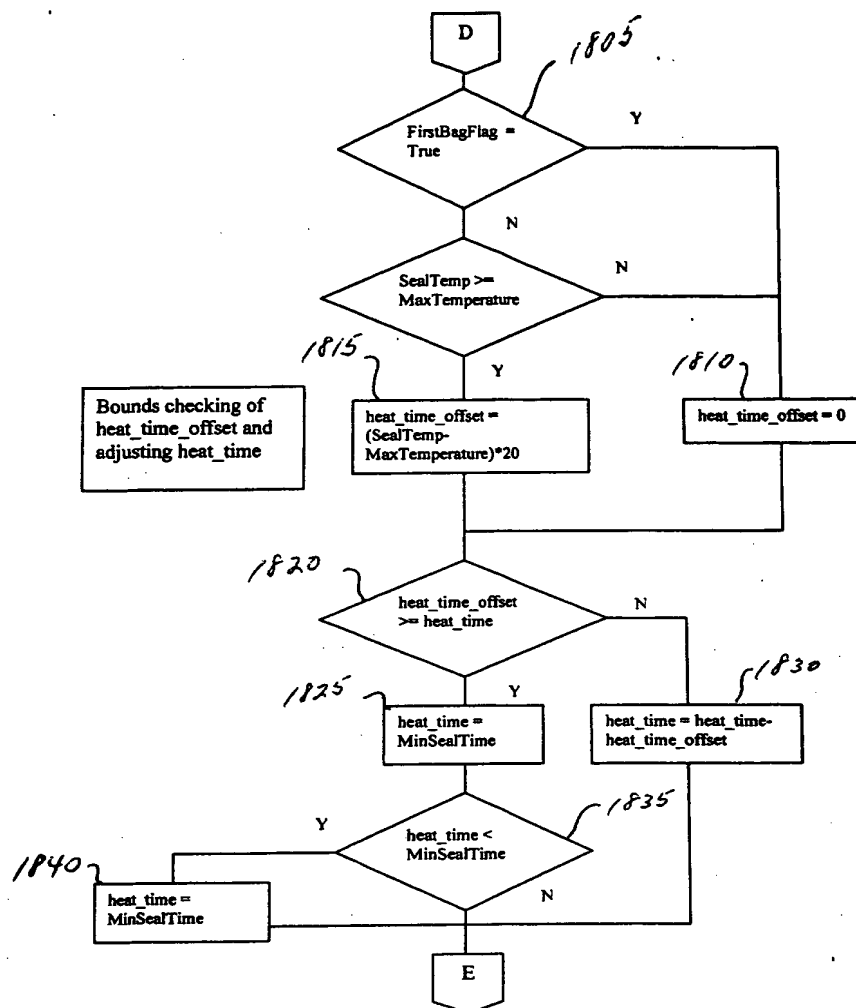 D
1805
FirstBagFlag =
True
Y
N
SealTemp >=
MaxTemperature
N
1815
Y
1810
Bounds checking of
heat_time_offset and
adjusting heat_time
heat_time_offset =
(SealTemp-
MaxTemperature)*20
heat_time_offset = 0
1820
heat_time_offset
>= heat_time
N
1825
Y
1830
heat_time =
MinSealTime
heat_time = heat_time-
heat_time_offset
1835
Y
heat_time <
MinSealTime
1840
N
heat_time =
MinSealTime
E